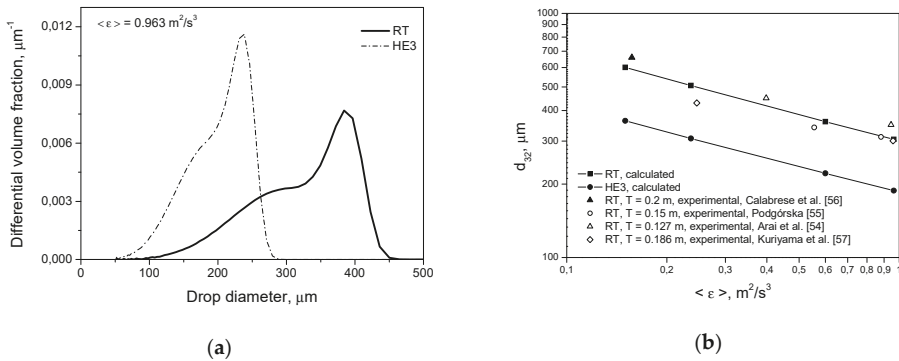 <ε> = 0.963 m²/s³
RT
HE3
0,012
0,009
0,006
0,003
0,000
Differential volume fraction, μm⁻¹
0 100 200 300 400 500
Drop diameter, μm
(a)
1000
900
800
700
600
500
400
300
200
100
d₃₂, μm
RT, calculated
HE3, calculated
RT, T = 0.2 m, experimental, Calabrese et al. [56]
RT, T = 0.15 m, experimental, Podgórska [55]
RT, T = 0.127 m, experimental, Arai et al. [54]
RT, T = 0.186 m, experimental, Kuriyama et al. [57]
0,1 0,2 0,3 0,4 0,5 0,6 0,7 0,8 0,9 1
< ε >, m²/s³
(b)